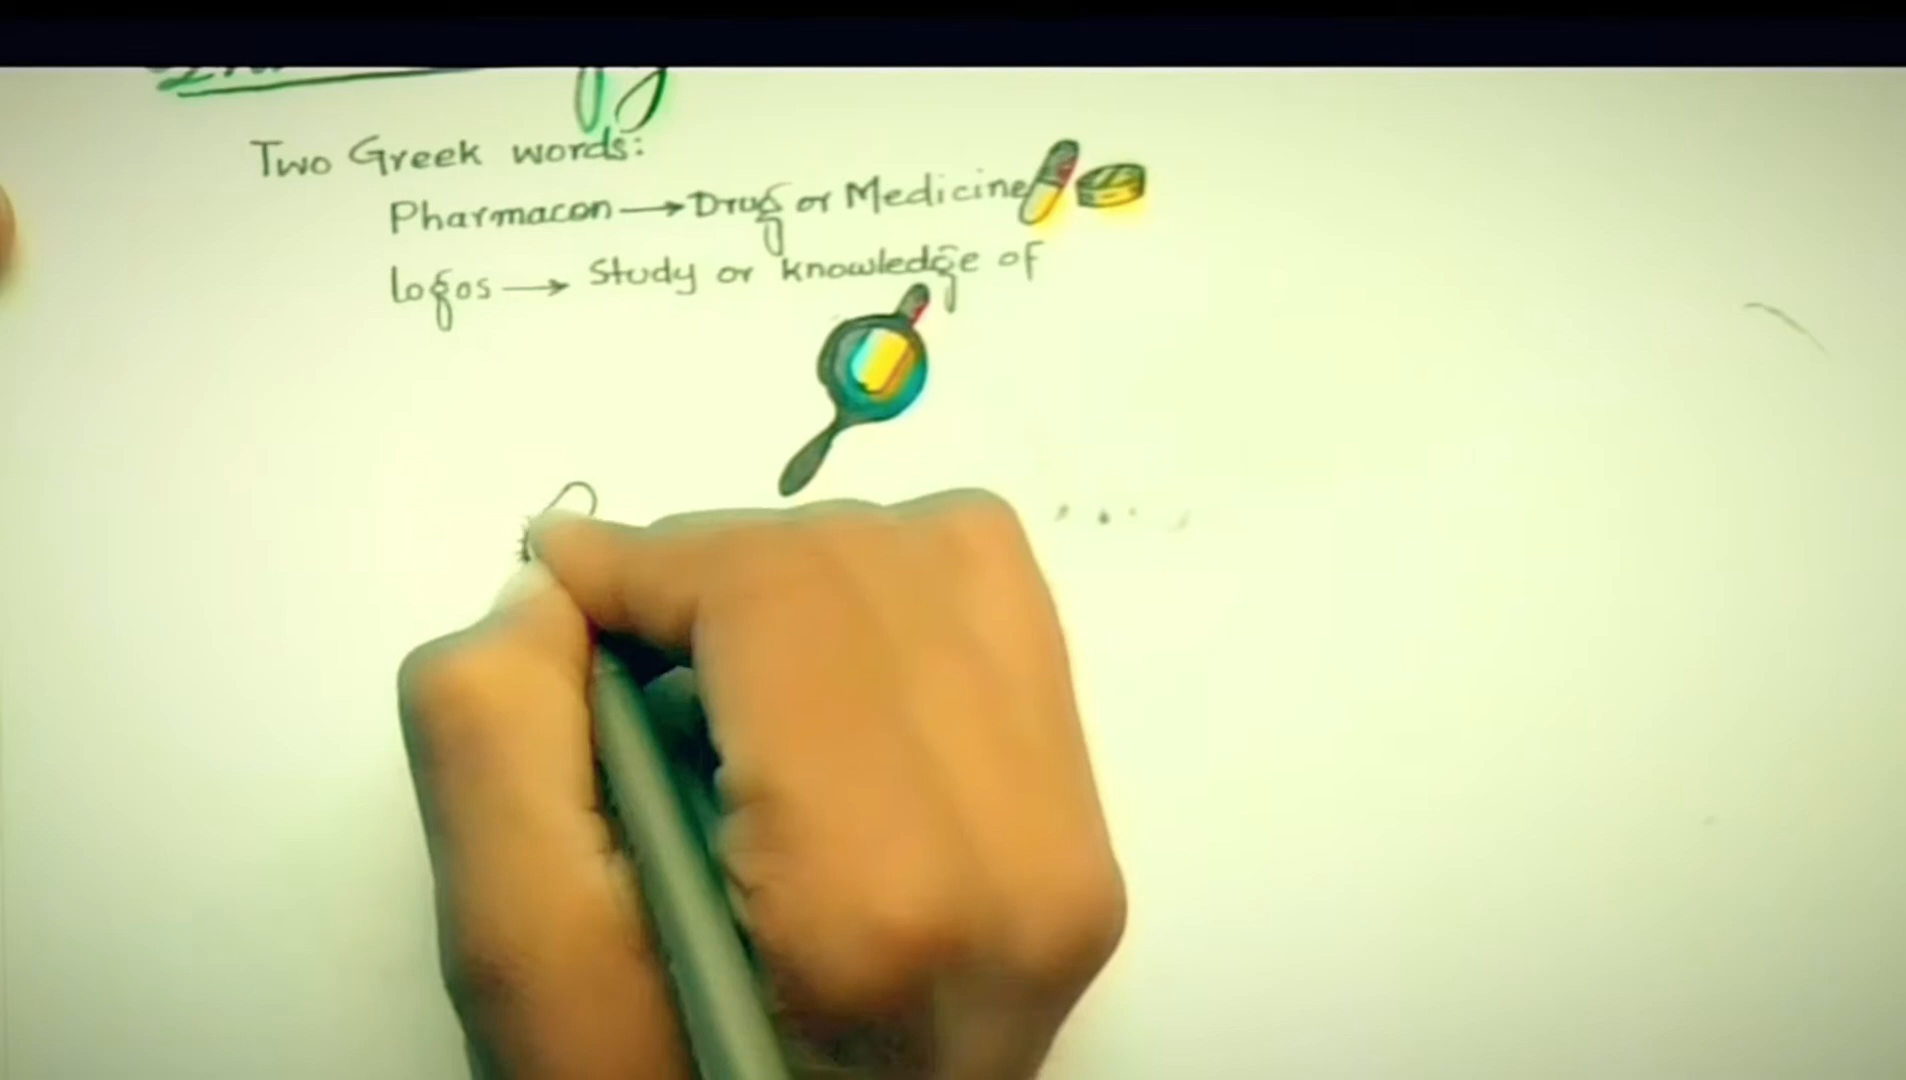 Two Greek words:
Pharmacon → Drug or Medicine
logos → Study or knowledge of